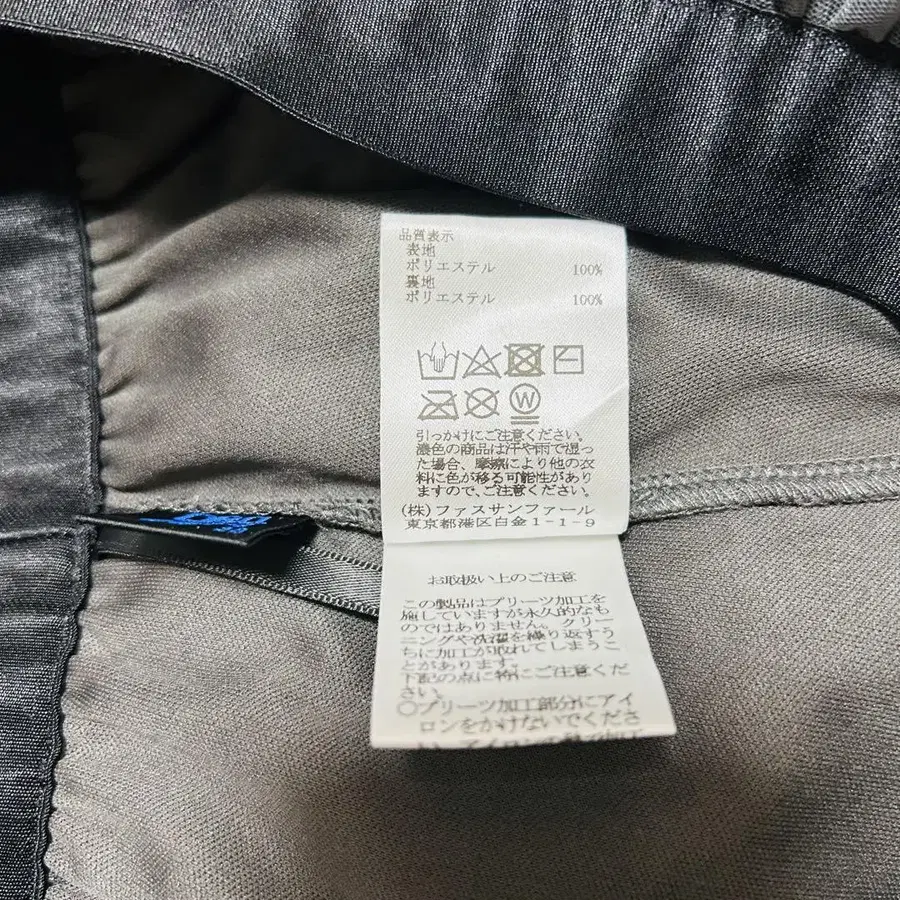 品質表示
表地
ポリエステル 100%
裏地
ポリエステル 100%
W
引っかけにご注意ください。
濃色の商品は汗や雨で湿っ
た場合、摩擦により他の衣
料に色が移る可能性があり
ますので、ご注意ください。
(株)ファスサンファール
東京都港区白金1-1-9
お取扱い上のご注意
この製品はプリーツ加工を
施していますが永久的なも
のではありません。クリー
ニングや洗濯を繰り返すう
ちに加工が取れてしまうこ
とがあります。
下記の点に特にご注意くだ
さい。
○プリーツ加工部分にアイ
ロンをかけないでくださ